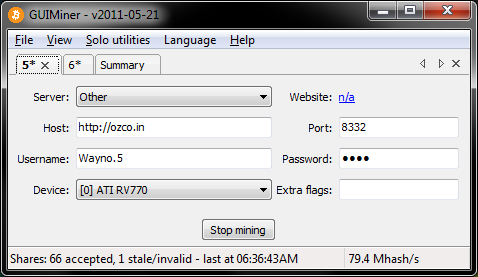 GUIMiner - v2011-05-21
File View Solo utilities Language Help
5* 6* Summary
Server: Other Website: n/a
Host: http://ozco.in Port: 8332
Username: Wayno.5 Password: ●●●●
Device: [0] ATI RV770 Extra flags:
Stop mining
Shares: 66 accepted, 1 stale/invalid - last at 06:36:43AM 79.4 Mhash/s